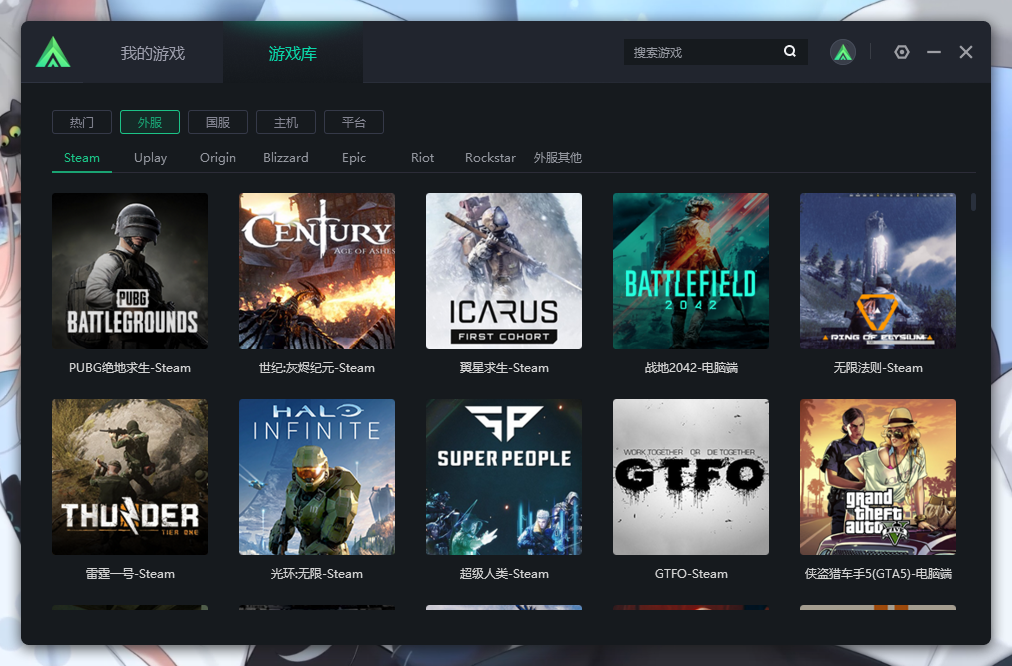 我的游戏
游戏库
搜索游戏
热门
外服
国服
主机
平台
Steam
Uplay
Origin
Blizzard
Epic
Riot
Rockstar
外服其他
PUBG
BATTLEGROUNDS
CENTURY
AGE OF ASHES
ICARUS
FIRST COHORT
BATTLEFIELD
2042
RING OF ELYSIUM
PUBG绝地求生-Steam
世纪:灰烬纪元-Steam
翼星求生-Steam
战地2042-电脑端
无限法则-Steam
THUNDER
TIER ONE
HALO
INFINITE
SP
SUPER PEOPLE
WORK TOGETHER OR DIE TOGETHER
GTFO
grand
theft
auto
V
雷霆一号-Steam
光环:无限-Steam
超级人类-Steam
GTFO-Steam
侠盗猎车手5(GTA5)-电脑端